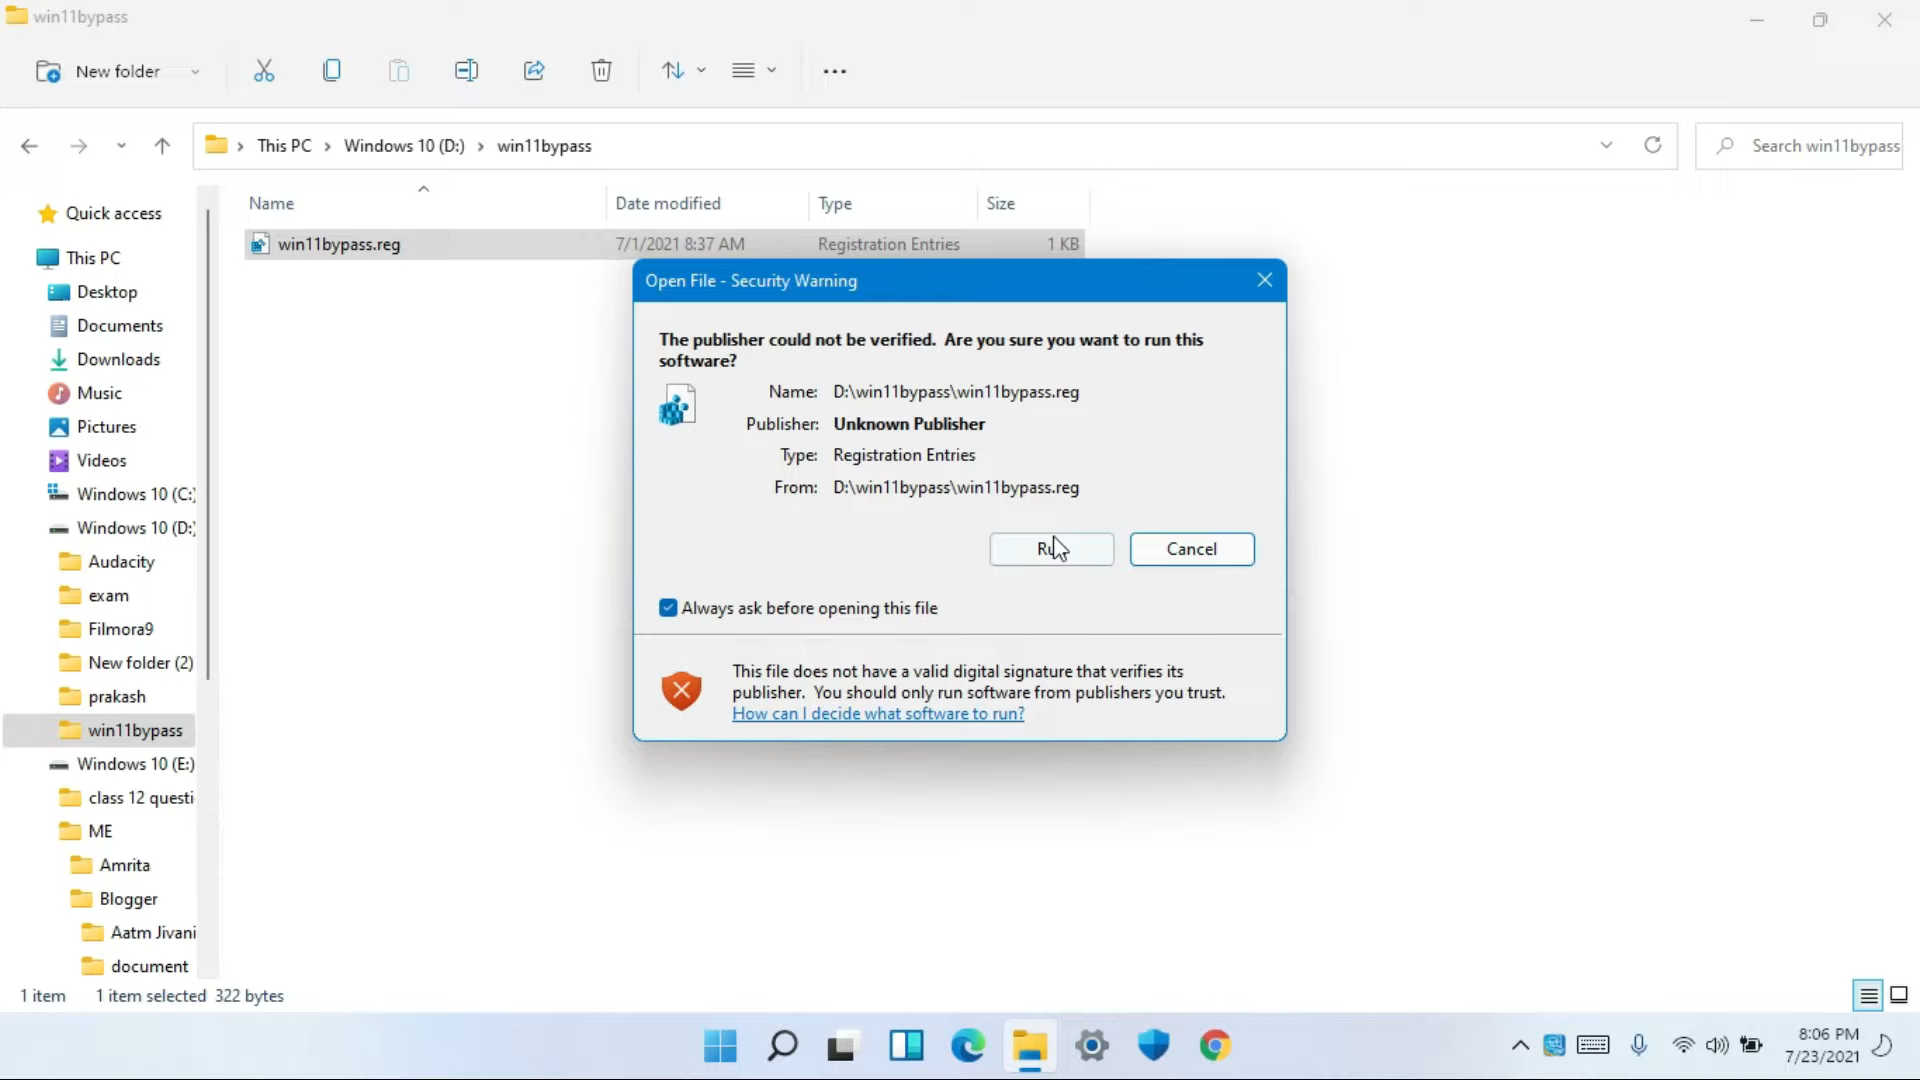 win11bypass
New folder
This PC > Windows 10 (D:) > win11bypass
Search win11bypass
Name Date modified Type Size
win11bypass.reg 7/1/2021 8:37 AM Registration Entries 1 KB
Quick access
This PC
Desktop
Documents
Downloads
Music
Pictures
Videos
Windows 10 (C:)
Windows 10 (D:)
Audacity
exam
Filmora9
New folder (2)
prakash
win11bypass
Windows 10 (E:)
class 12 questi
ME
Amrita
Blogger
Aatm Jivani
document
Open File - Security Warning
The publisher could not be verified. Are you sure you want to run this
software?
Name: D:\win11bypass\win11bypass.reg
Publisher: Unknown Publisher
Type: Registration Entries
From: D:\win11bypass\win11bypass.reg
Cancel
Always ask before opening this file
This file does not have a valid digital signature that verifies its
publisher. You should only run software from publishers you trust.
How can I decide what software to run?
1 item 1 item selected 322 bytes
8:06 PM
7/23/2021